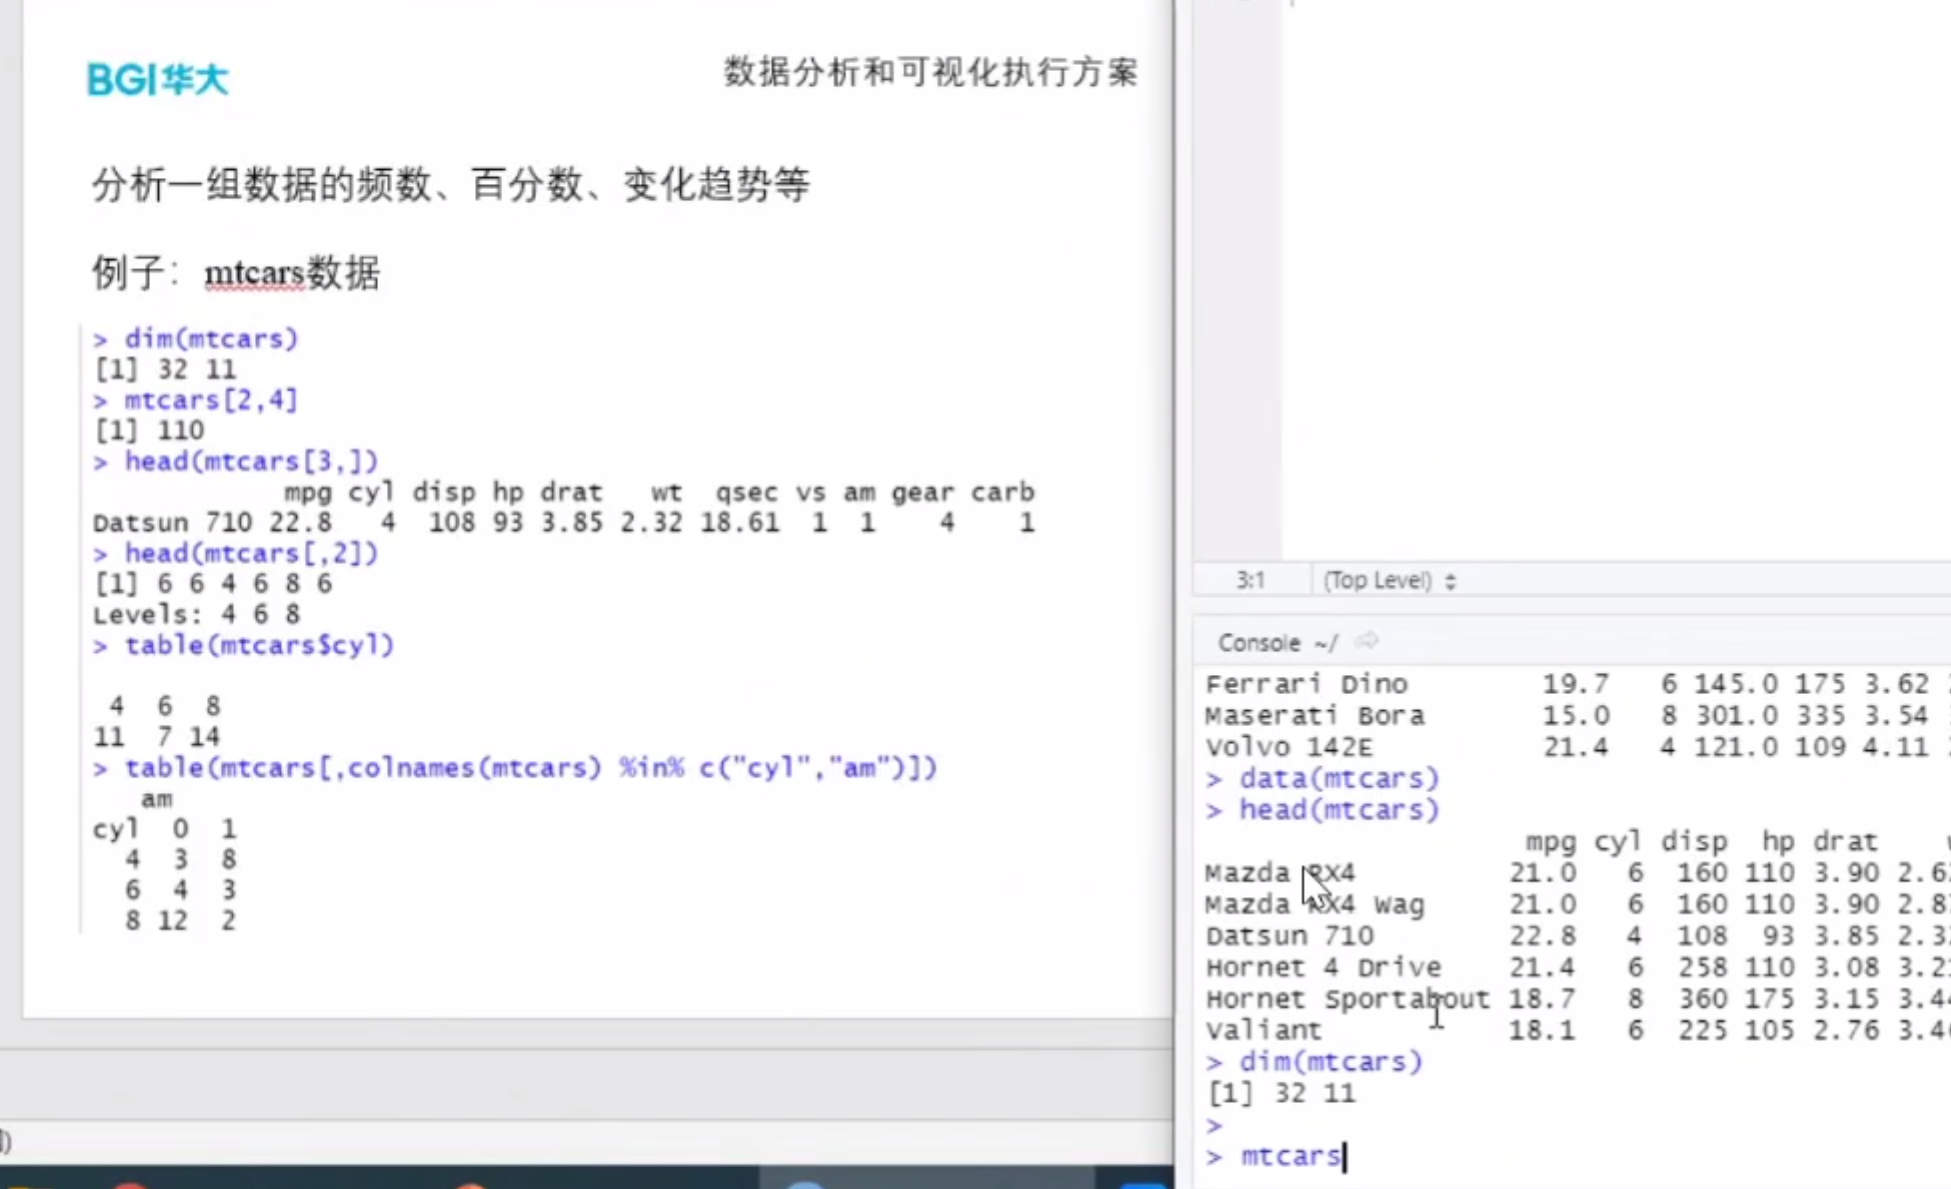 BGI华大
数据分析和可视化执行方案
分析一组数据的频数、百分数、变化趋势等
例子：mtcars数据
> dim(mtcars)
[1] 32 11
> mtcars[2,4]
[1] 110
> head(mtcars[3,])
mpg cyl disp hp drat wt qsec vs am gear carb
Datsun 710 22.8 4 108 93 3.85 2.32 18.61 1 1 4 1
> head(mtcars[,2])
[1] 6 6 4 6 8 6
Levels: 4 6 8
> table(mtcars$cyl)
4 6 8
11 7 14
> table(mtcars[,colnames(mtcars) %in% c("cyl","am")])
am
cyl 0 1
4 3 8
6 4 3
8 12 2
3:1 (Top Level)
Console ~/
Ferrari Dino 19.7 6 145.0 175 3.62
Maserati Bora 15.0 8 301.0 335 3.54
Volvo 142E 21.4 4 121.0 109 4.11
> data(mtcars)
> head(mtcars)
mpg cyl disp hp drat
Mazda RX4 21.0 6 160 110 3.90 2.6
Mazda RX4 Wag 21.0 6 160 110 3.90 2.8
Datsun 710 22.8 4 108 93 3.85 2.3
Hornet 4 Drive 21.4 6 258 110 3.08 3.2
Hornet Sportabout 18.7 8 360 175 3.15 3.4
Valiant 18.1 6 225 105 2.76 3.4
> dim(mtcars)
[1] 32 11
>
> mtcars